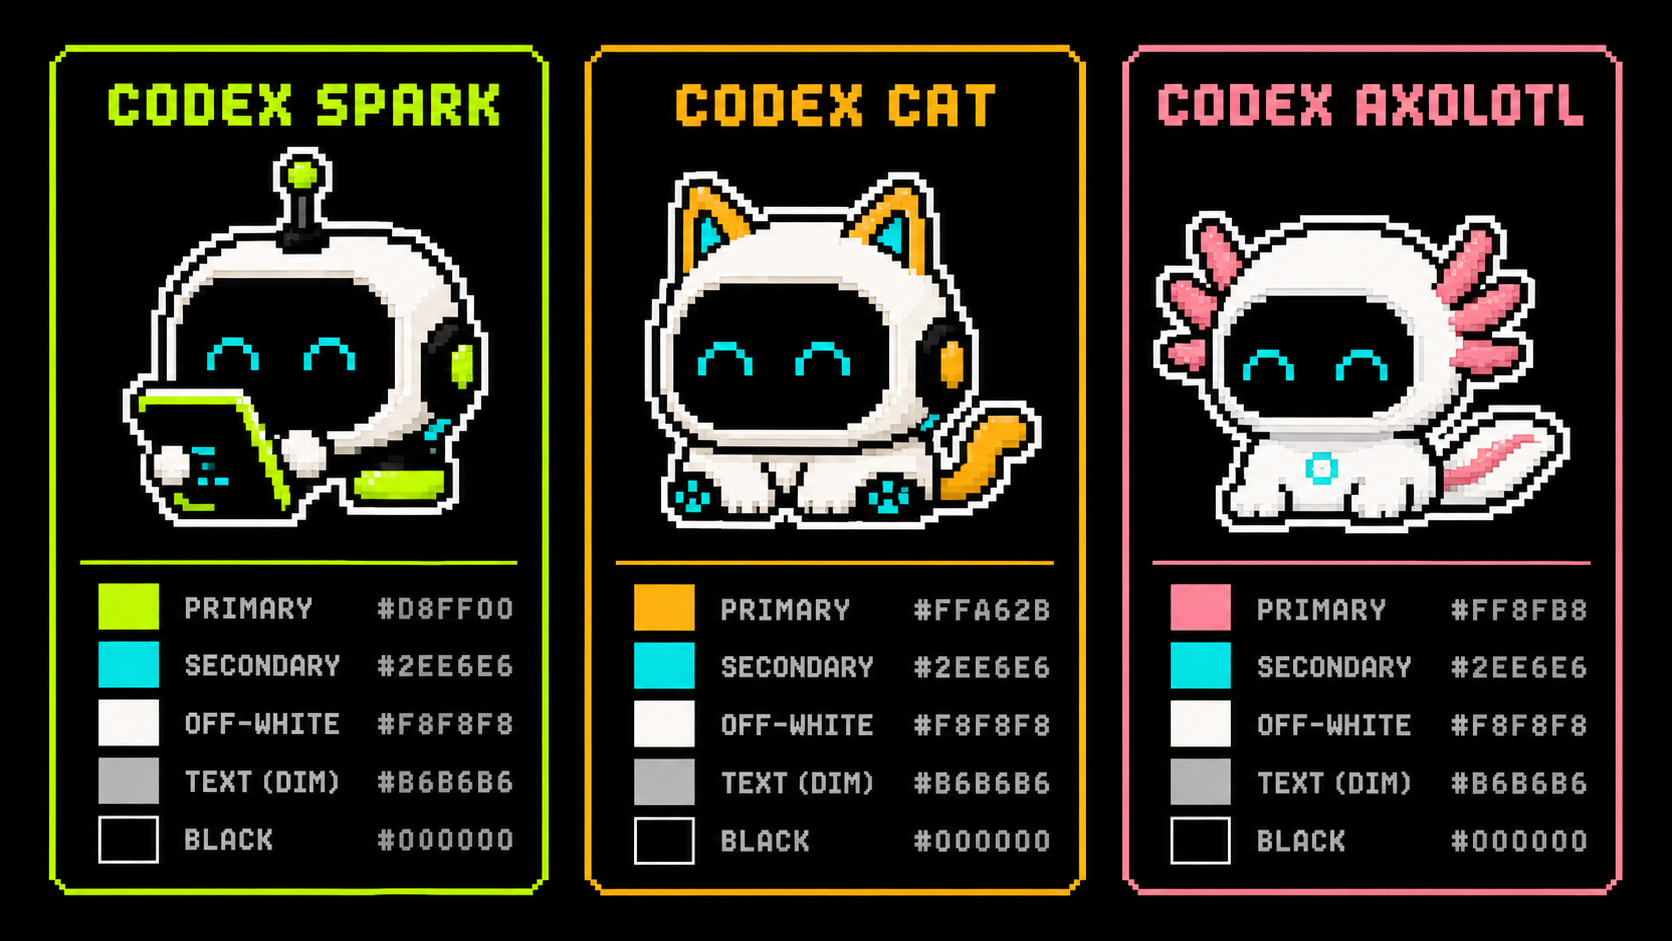 CODEX SPARK
PRIMARY #D8FF00
SECONDARY #2EE6E6
OFF-WHITE #F8F8F8
TEXT (DIM) #B6B6B6
BLACK #000000
CODEX CAT
PRIMARY #FFA62B
SECONDARY #2EE6E6
OFF-WHITE #F8F8F8
TEXT (DIM) #B6B6B6
BLACK #000000
CODEX AXOLOTL
PRIMARY #FF8FB8
SECONDARY #2EE6E6
OFF-WHITE #F8F8F8
TEXT (DIM) #B6B6B6
BLACK #000000